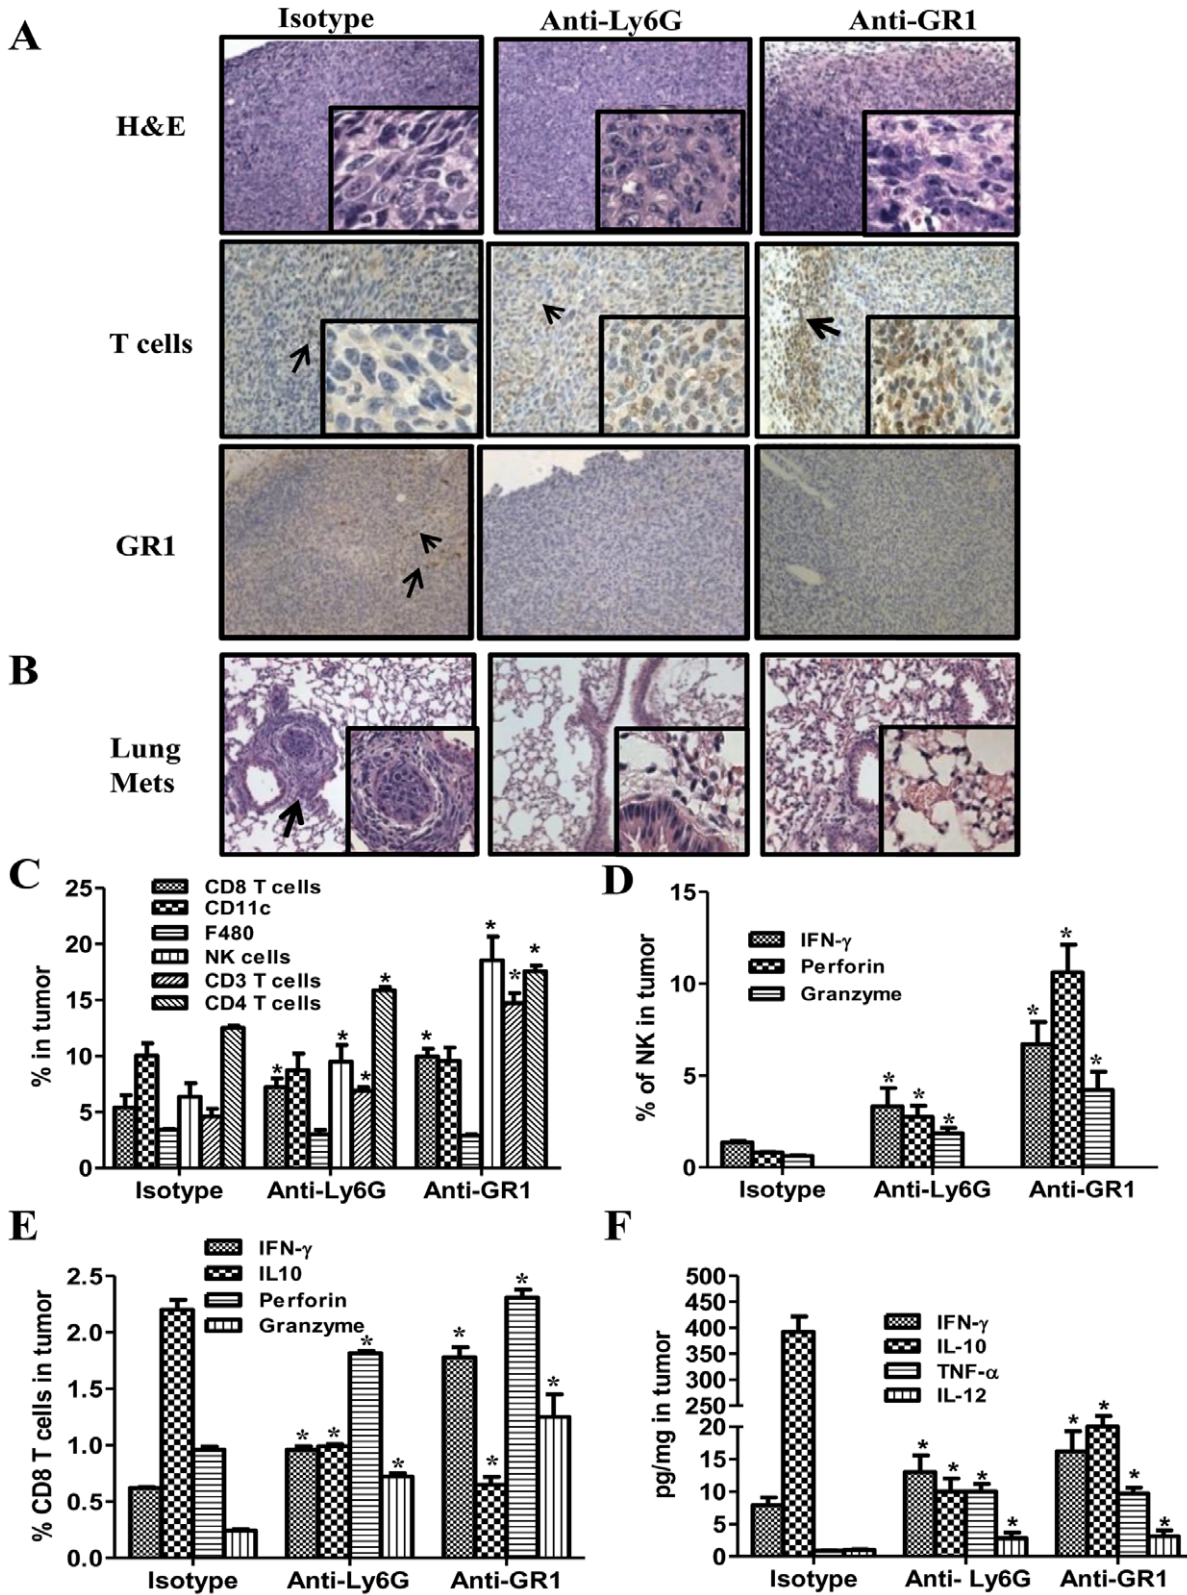 Isotype Anti-Ly6G Anti-GR1
A
H&E
T cells
GR1
B
Lung
Mets
C
CD8 T cells
CD11c
F480
NK cells
CD3 T cells
CD4 T cells
% in tumor
25
20
15
10
5
0
* * * * * * * *
Isotype Anti-Ly6G Anti-GR1
D
IFN-γ
Perforin
Granzyme
% of NK in tumor
15
10
5
0
* * * * * *
Isotype Anti-Ly6G Anti-GR1
E
IFN-γ
IL10
Perforin
Granzyme
% CD8 T cells in tumor
2.5
2.0
1.5
1.0
0.5
0.0
* * * * * * * *
Isotype Anti-Ly6G Anti-GR1
F
IFN-γ
IL-10
TNF-α
IL-12
pg/mg in tumor
500
450
400
350
300
250
20
15
10
5
0
* * * * * * * *
Isotype Anti- Ly6G Anti-GR1